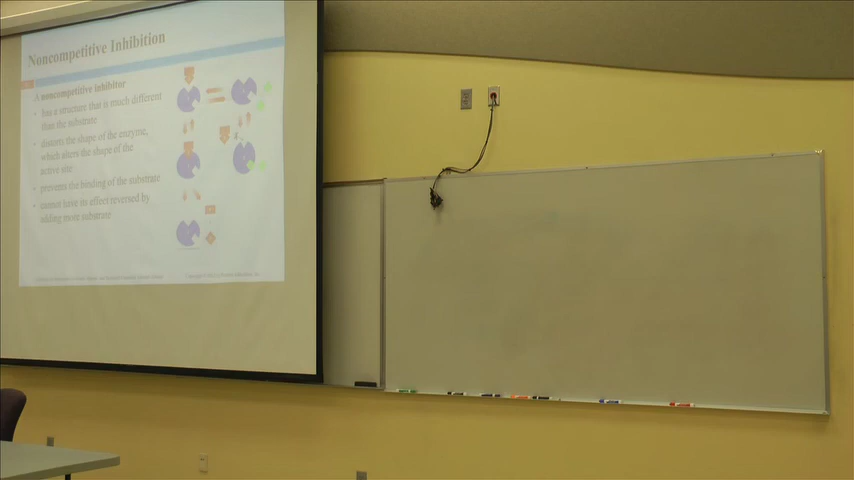 Noncompetitive Inhibition
A noncompetitive inhibitor
• has a structure that is much different
than the substrate
• distorts the shape of the enzyme,
which alters the shape of the
active site
• prevents the binding of the substrate
• cannot have its effect reversed by
adding more substrate